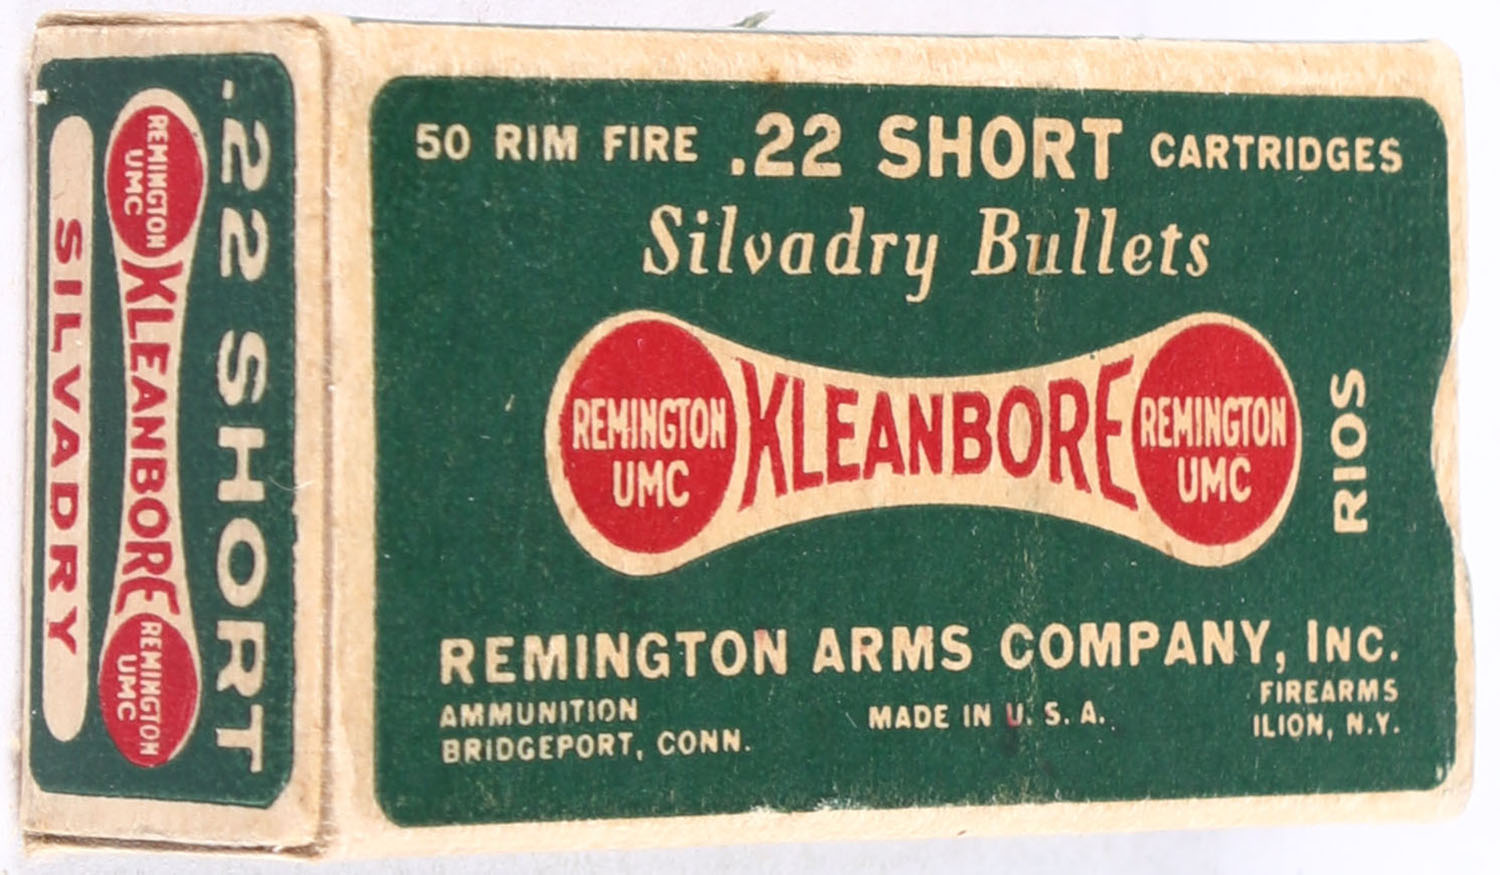 .22 SHORT
REMINGTON
UMC
KLEANBORE
REMINGTON
UMC
SILVADRY
50 RIM FIRE .22 SHORT CARTRIDGES
Silvadry Bullets
REMINGTON
UMC
KLEANBORE
REMINGTON
UMC
RIOS
REMINGTON ARMS COMPANY, INC.
AMMUNITION
BRIDGEPORT, CONN.
MADE IN U. S. A.
FIREARMS
ILION, N.Y.